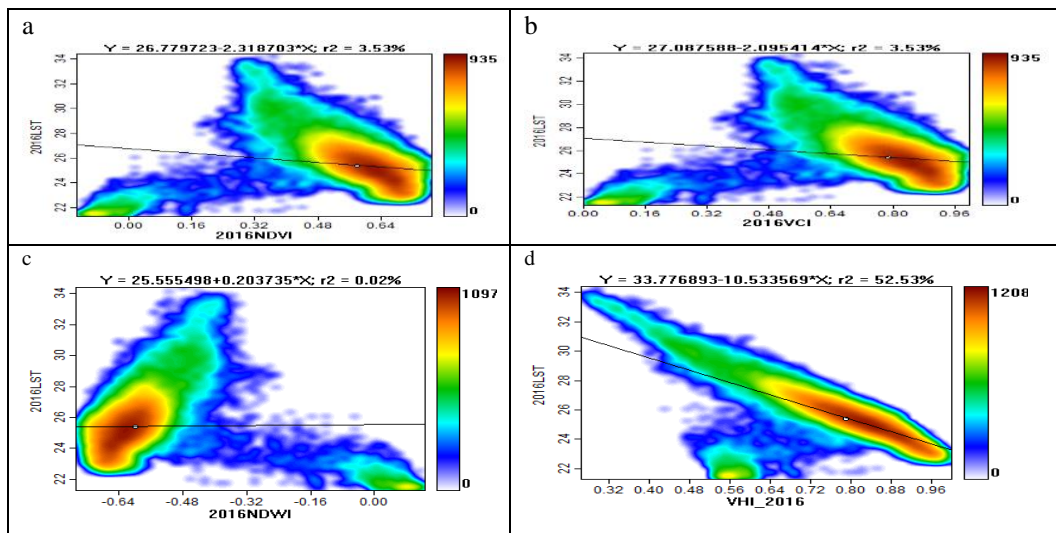 a
Y = 26.779723-2.318703*X; r2 = 3.53%
34
32
30
28
26
24
22
2016LST
935
0
0.00 0.16 0.32 0.48 0.64
2016NDVI
b
Y = 27.087588-2.095414*X; r2 = 3.53%
34
32
30
28
26
24
22
2016LST
935
0
0.00 0.16 0.32 0.48 0.64 0.80 0.96
2016VCI
c
Y = 25.555498+0.203735*X; r2 = 0.02%
34
32
30
28
26
24
22
2016LST
1097
0
-0.64 -0.48 -0.32 -0.16 0.00
2016NDWI
d
Y = 33.776893-10.533569*X; r2 = 52.53%
34
32
30
28
26
24
22
2016LST
1208
0
0.32 0.40 0.48 0.56 0.64 0.72 0.80 0.88 0.96
VHI_2016